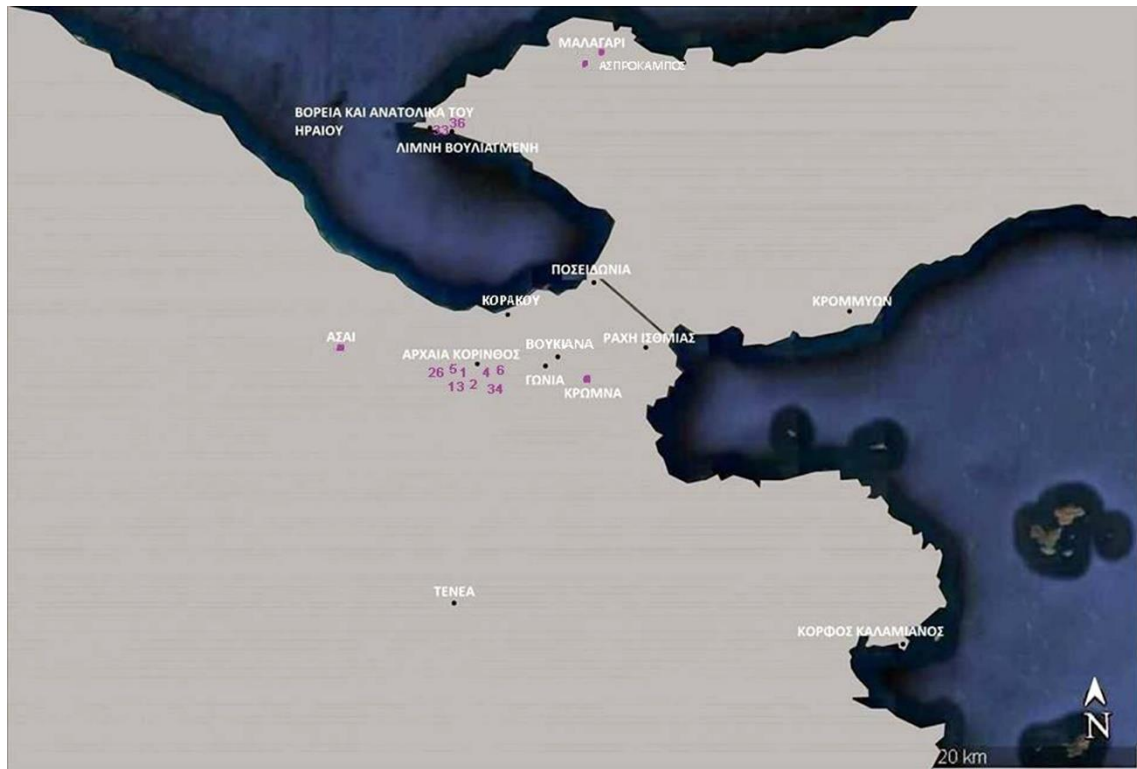 ΜΑΛΑΓΑΡΙ
ΑΣΠΡΟΚΑΜΠΟΣ
ΒΟΡΕΙΑ ΚΑΙ ΑΝΑΤΟΛΙΚΑ ΤΟΥ
ΗΡΑΙΟΥ
33 36
ΛΙΜΝΗ ΒΟΥΛΙΑΓΜΕΝΗ
ΠΟΣΕΙΔΩΝΙΑ
ΚΟΡΑΚΟΥ
ΚΡΟΜΜΥΩΝ
ΑΣΑΙ
ΑΡΧΑΙΑ ΚΟΡΙΝΘΟΣ
ΒΟΥΚΙΑΝΑ
ΡΑΧΗ ΙΣΘΜΙΑΣ
26 5 1 4 6
13 2 34
ΓΩΝΙΑ
ΚΡΩΜΝΑ
ΤΕΝΕΑ
ΚΟΡΦΟΣ ΚΑΛΑΜΙΑΝΟΣ
N
20 km